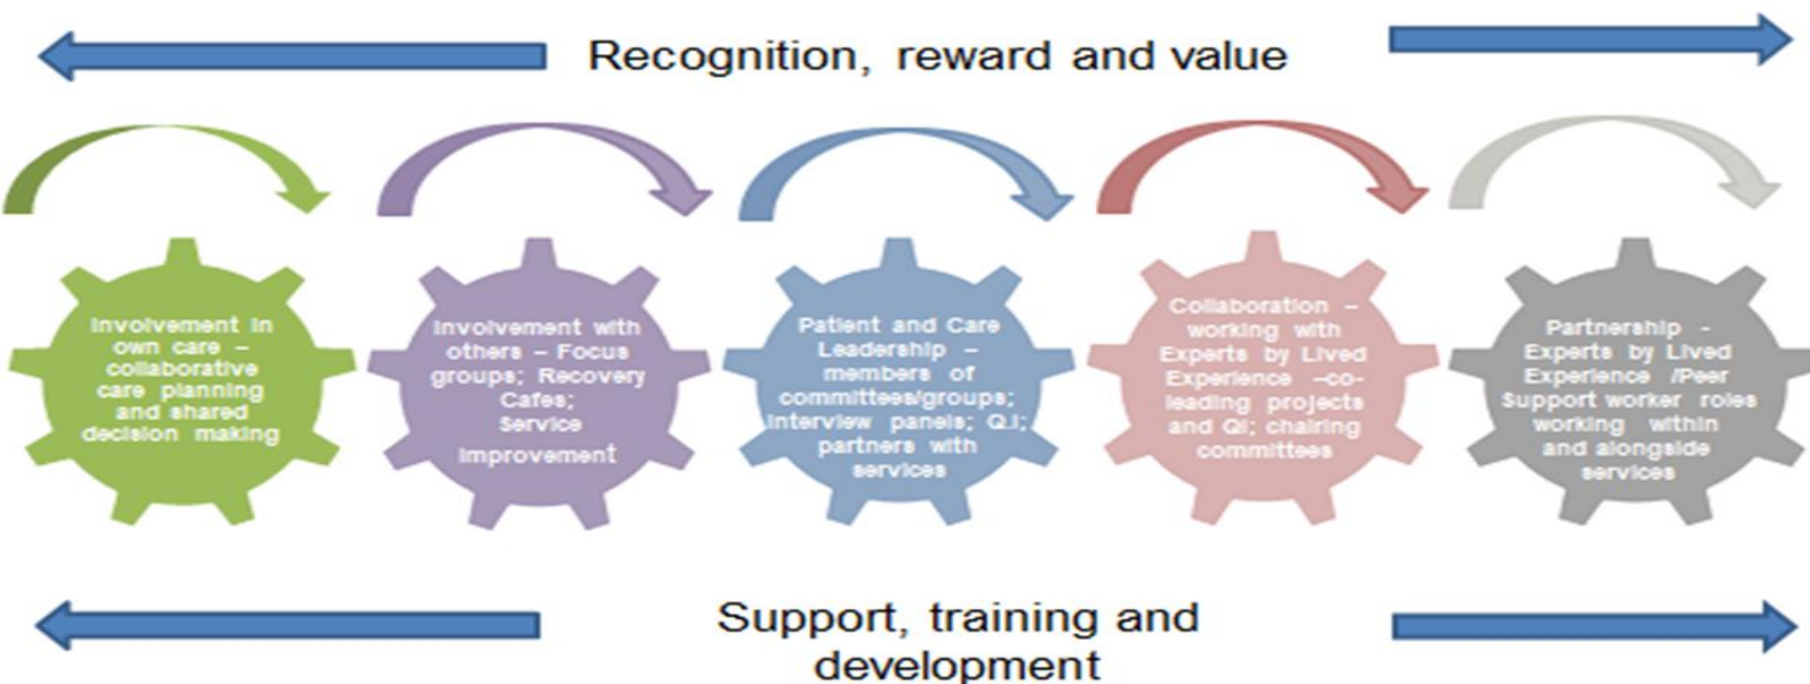 Recognition, reward and value
Involvement in
own care –
collaborative
care planning
and shared
decision making
Involvement with
others – Focus
groups; Recovery
Cafes;
Service
Improvement
Patient and Care
Leadership –
members of
committees/groups;
Interview panels; Q.I;
partners with
services
Collaboration –
working with
Experts by Lived
Experience –co-
leading projects
and QI; chairing
committees
Partnership -
Experts by Lived
Experience /Peer
Support worker roles
working within
and alongside
services
Support, training and
development